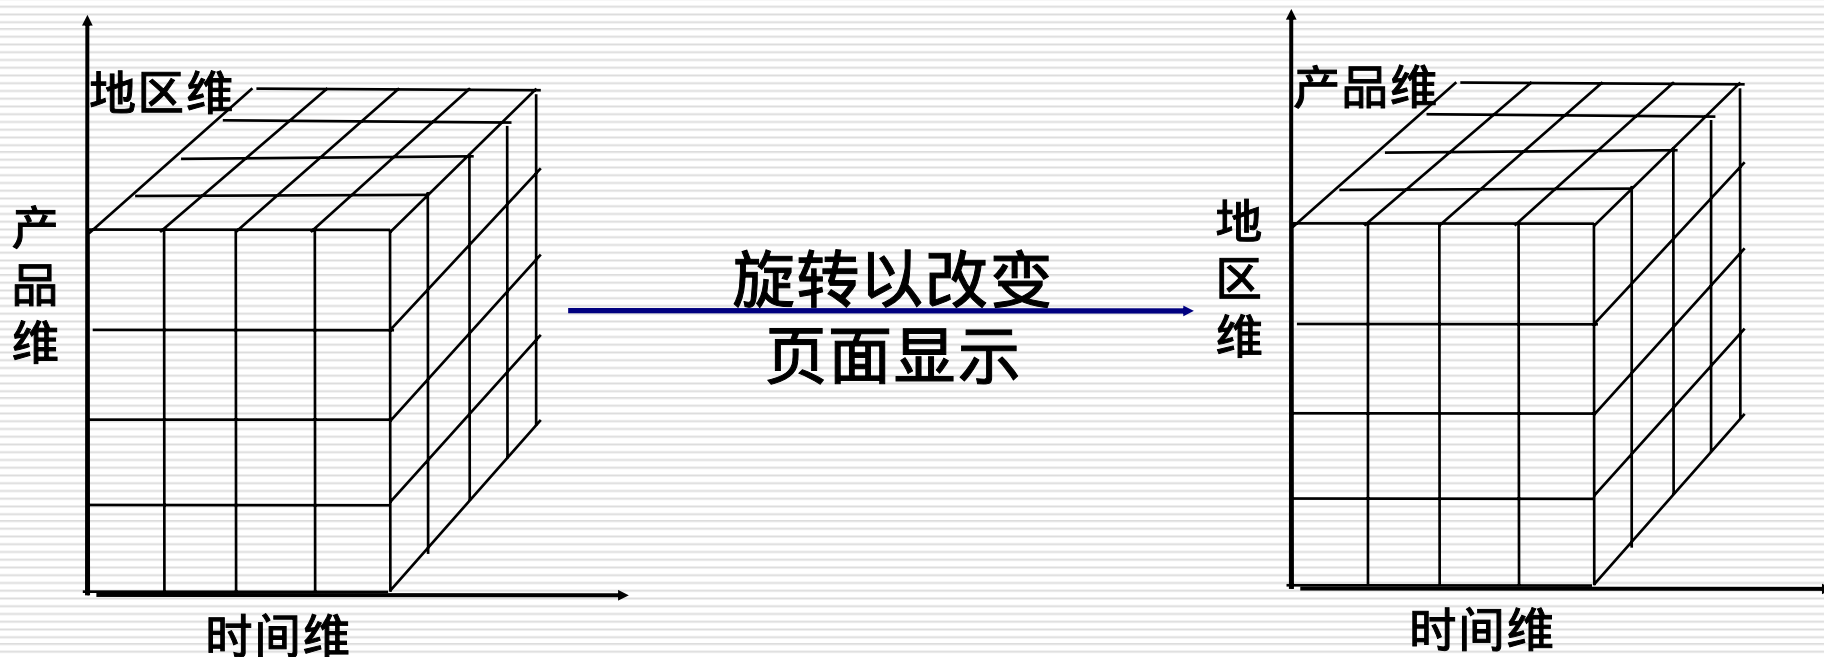 地区维
产品维
时间维
旋转以改变
页面显示
产品维
地区维
时间维